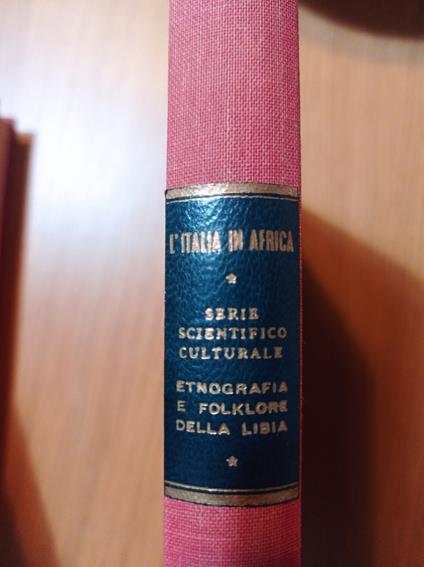 L'ITALIA IN AFRICA
SERIE
SCIENTIFICO
CULTURALE
ETNOGRAFIA
E FOLKLORE
DELLA LIBIA